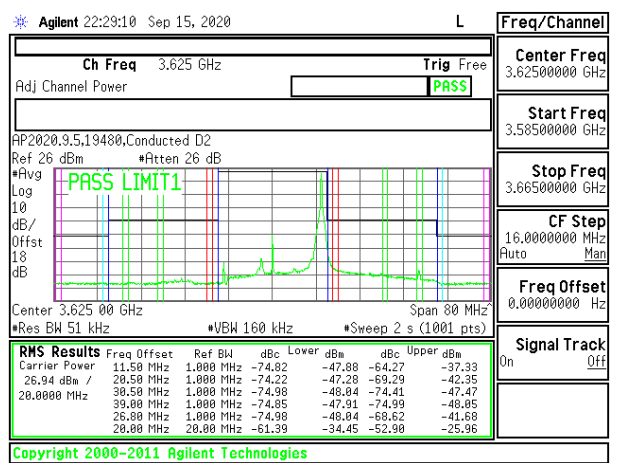 Agilent 22:29:10 Sep 15, 2020 L Freq/Channel
Ch Freq 3.625 GHz Trig Free
Adj Channel Power PASS
Center Freq
3.62500000 GHz
Start Freq
3.58500000 GHz
AP2020.9.5,19480,Conducted D2
Ref 26 dBm #Atten 26 dB
#Avg
Log
10
dB/
Offst
18
dB
PASS LIMIT1
Stop Freq
3.66500000 GHz
CF Step
16.0000000 MHz
Auto Man
Freq Offset
0.00000000 Hz
Center 3.625 00 GHz Span 80 MHz^
#Res BW 51 kHz #VBW 160 kHz #Sweep 2 s (1001 pts)
Signal Track
On Off
RMS Results Freq Offset Ref BW dBc Lower dBm dBc Upper dBm
Carrier Power 11.50 MHz 1.000 MHz -74.82 -47.88 -64.27 -37.33
26.94 dBm / 20.50 MHz 1.000 MHz -74.22 -47.28 -69.29 -42.35
20.0000 MHz 30.50 MHz 1.000 MHz -74.98 -48.04 -74.41 -47.47
39.00 MHz 1.000 MHz -74.85 -47.91 -74.99 -48.05
26.80 MHz 1.000 MHz -74.98 -48.04 -68.62 -41.68
20.00 MHz 20.00 MHz -61.39 -34.45 -52.90 -25.96
Copyright 2000-2011 Agilent Technologies